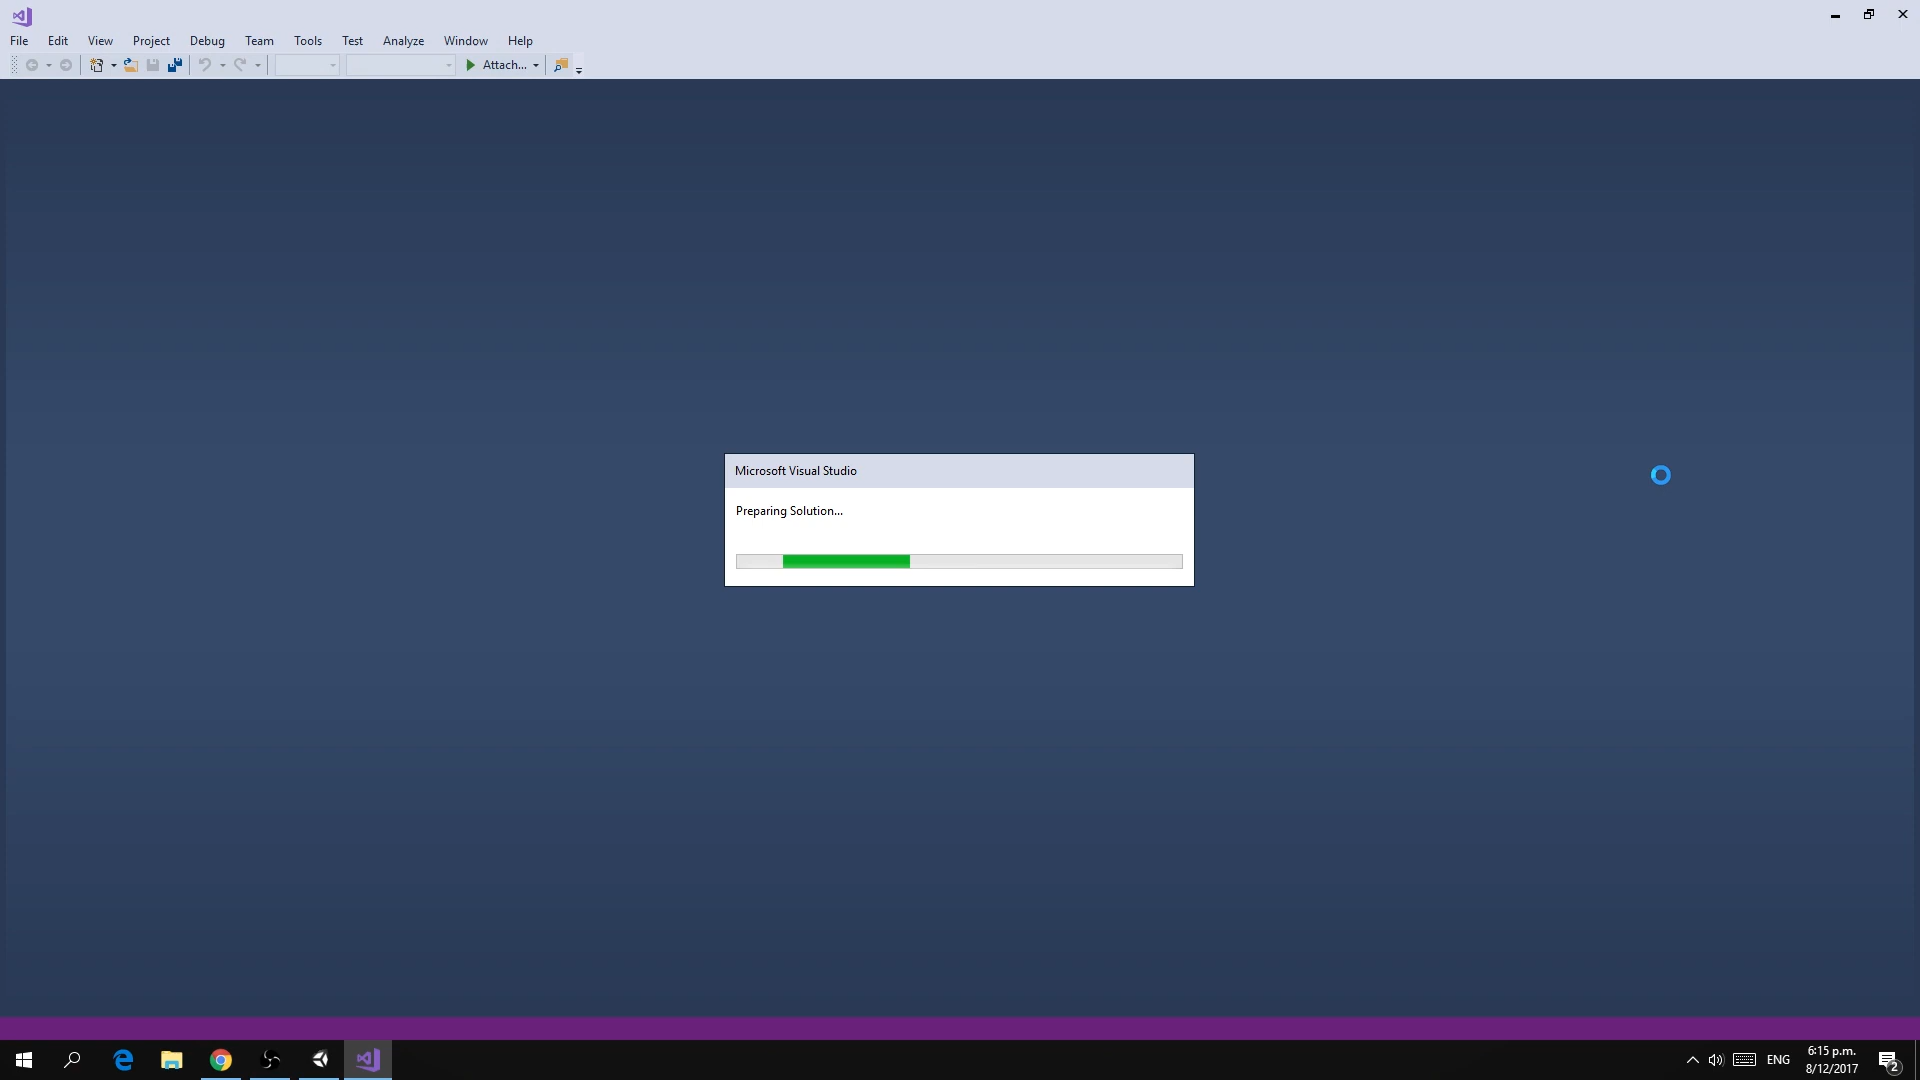 File Edit View Project Debug Team Tools Test Analyze Window Help
Attach...
Microsoft Visual Studio
Preparing Solution...
ENG
6:15 p.m.
8/12/2017
2